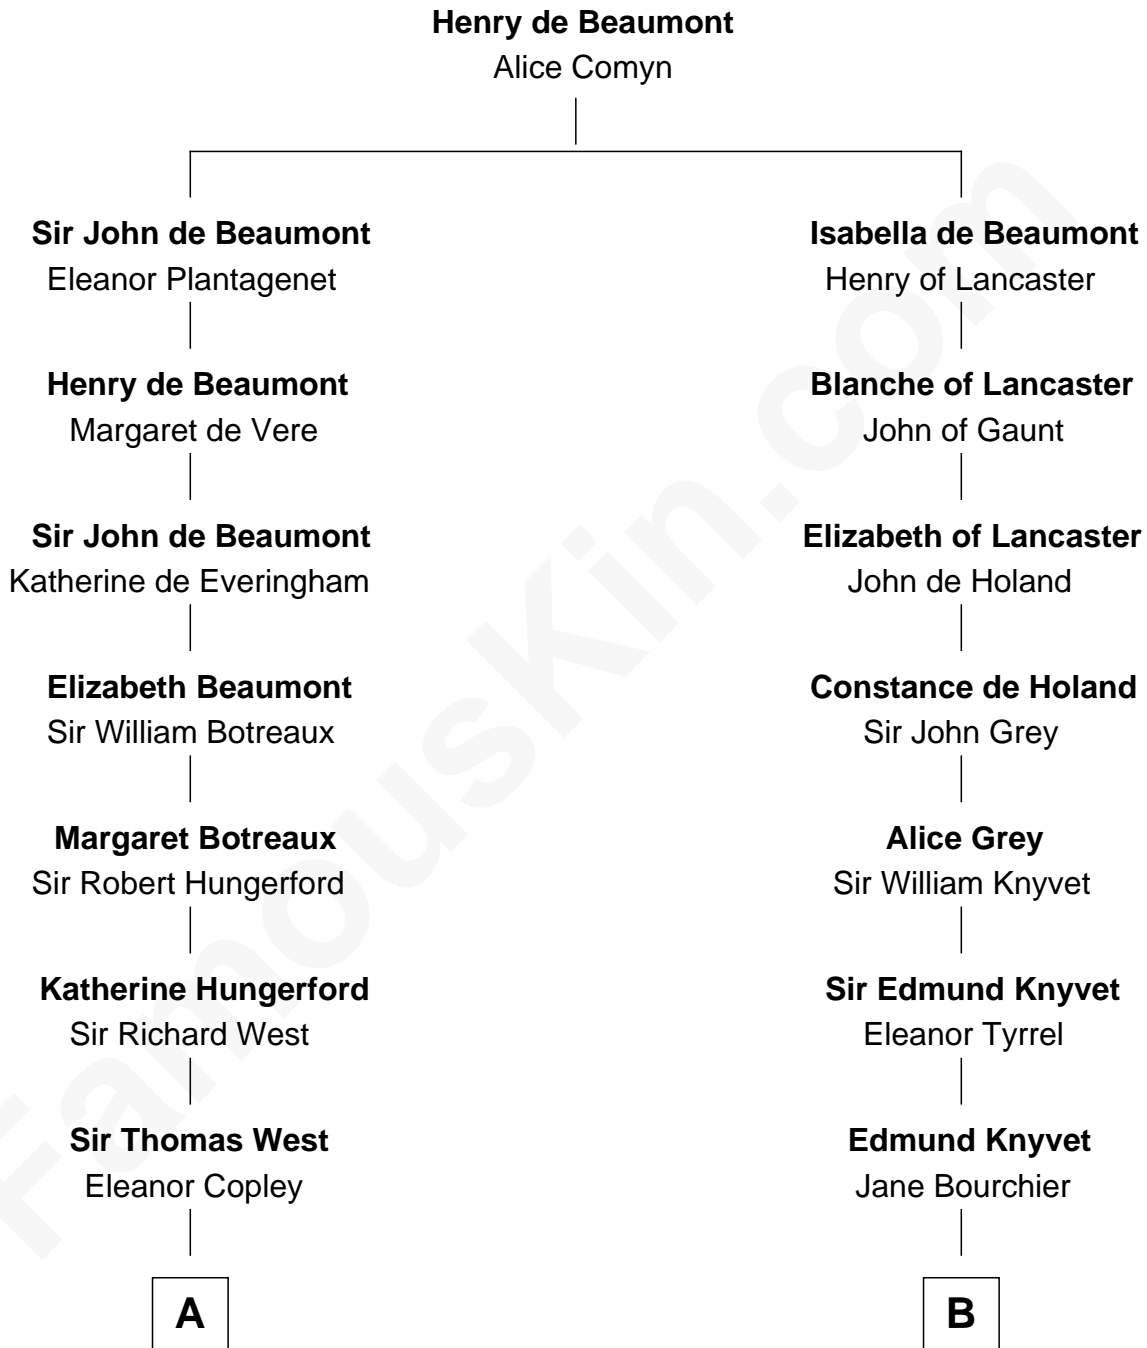 Henry de Beaumont
Alice Comyn
Sir John de Beaumont
Eleanor Plantagenet
Isabella de Beaumont
Henry of Lancaster
Henry de Beaumont
Margaret de Vere
Blanche of Lancaster
John of Gaunt
Sir John de Beaumont
Katherine de Everingham
Elizabeth of Lancaster
John de Holand
Elizabeth Beaumont
Sir William Botreaux
Constance de Holand
Sir John Grey
Margaret Botreaux
Sir Robert Hungerford
Alice Grey
Sir William Knyvet
Katherine Hungerford
Sir Richard West
Sir Edmund Knyvet
Eleanor Tyrrel
Sir Thomas West
Eleanor Copley
Edmund Knyvet
Jane Bourchier
A
B
FamousKin.com